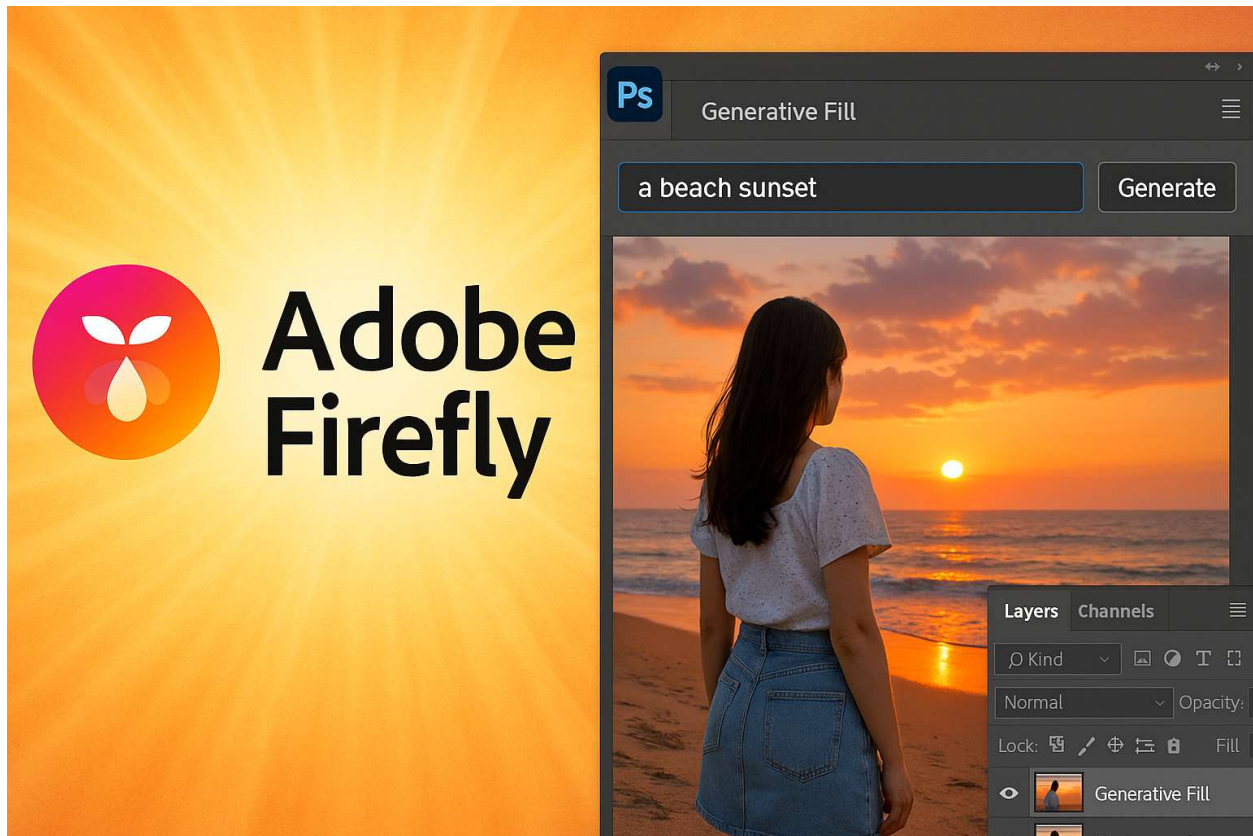 Adobe
Firefly
Ps
Generative Fill
a beach sunset
Generate
Layers Channels
Kind
Normal
Opacity:
Lock:
Fill
Generative Fill